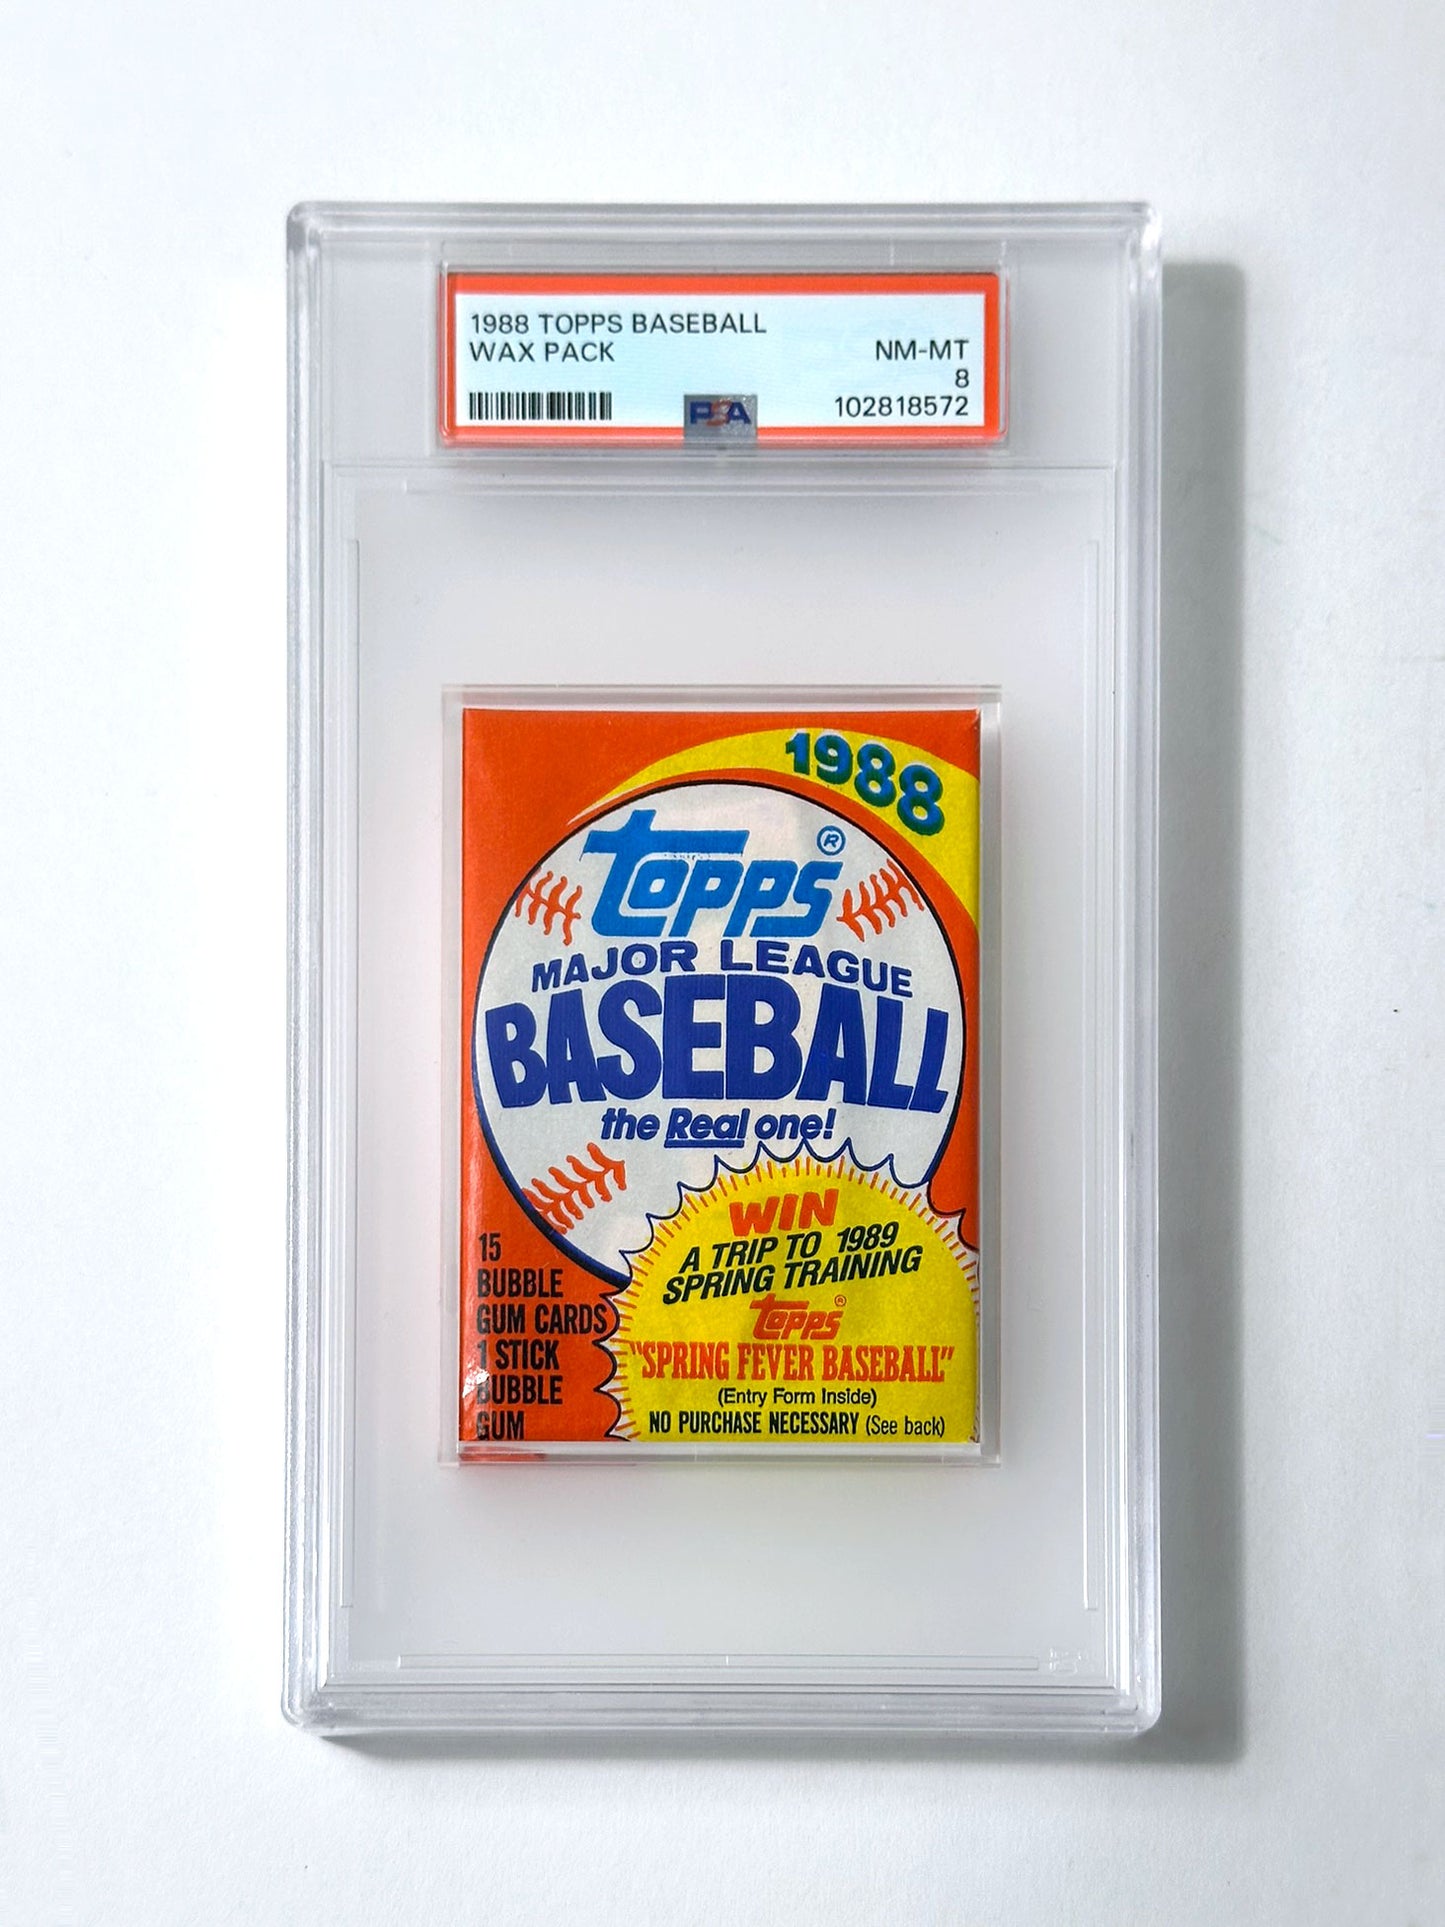 1988 TOPPS BASEBALL
WAX PACK
NM-MT
8
PSA
102818572
1988
Topps®
MAJOR LEAGUE
BASEBALL
the Real one!
WIN
A TRIP TO 1989
SPRING TRAINING
Topps®
"SPRING FEVER BASEBALL"
(Entry Form Inside)
NO PURCHASE NECESSARY (See back)
15
BUBBLE
GUM CARDS
1 STICK
BUBBLE
GUM